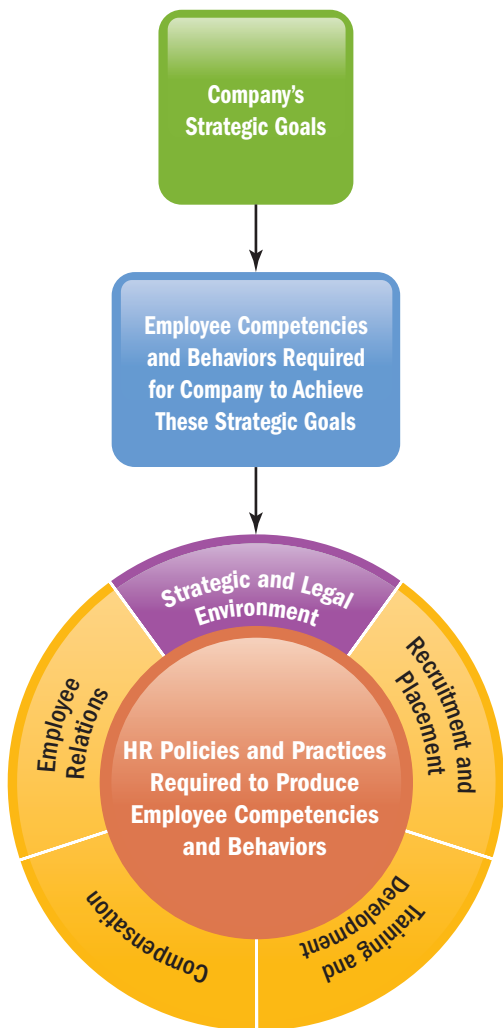 Company's
Strategic Goals
Employee Competencies
and Behaviors Required
for Company to Achieve
These Strategic Goals
Strategic and Legal
Environment
Recruitment and
Placement
Training and
Development
Compensation
Employee
Relations
HR Policies and Practices
Required to Produce
Employee Competencies
and Behaviors